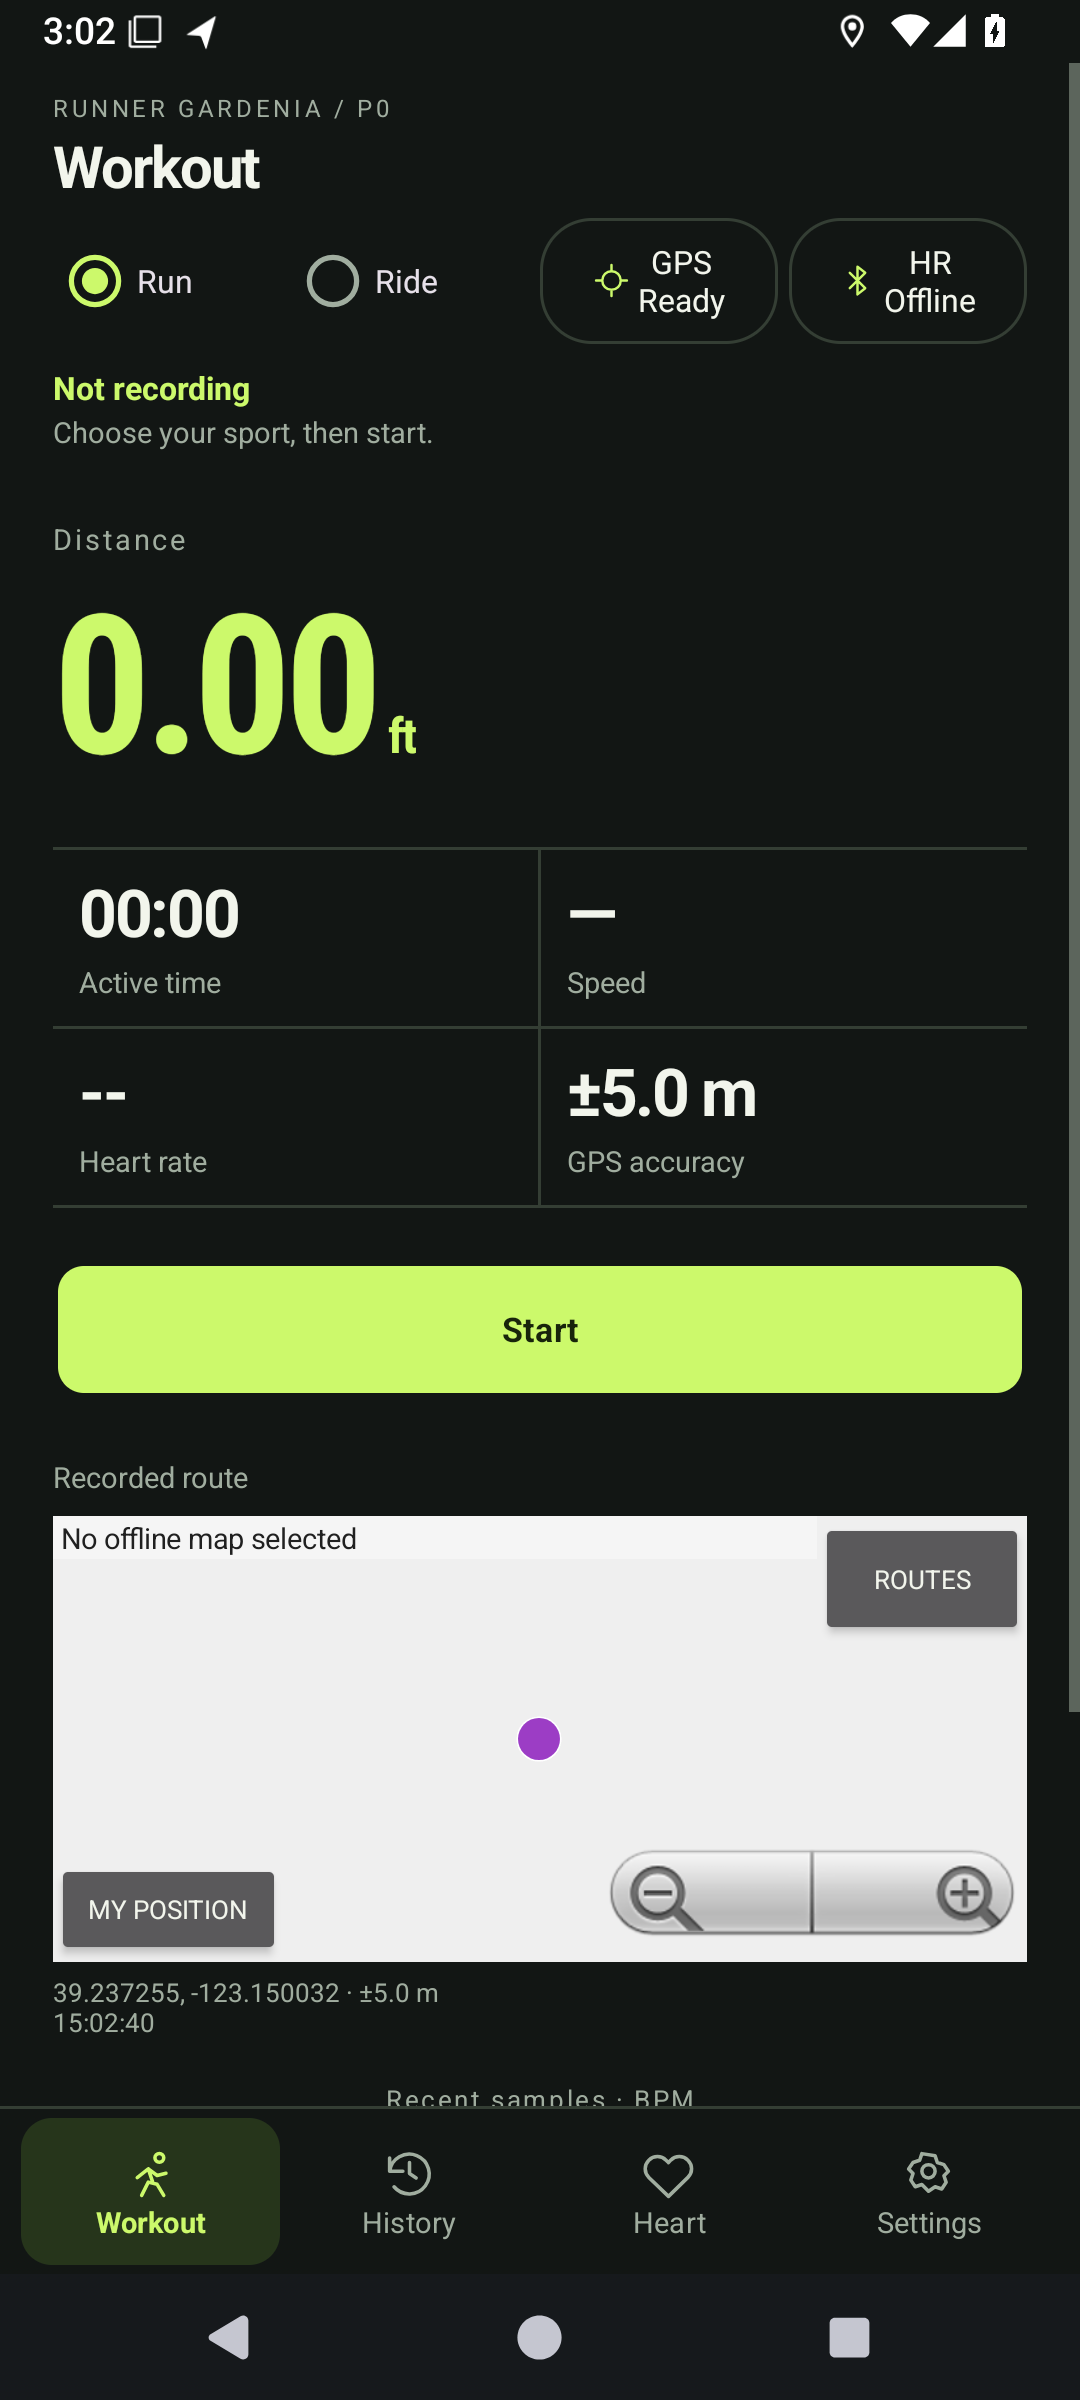 3:02
RUNNER GARDENIA / P0
Workout
Run
Ride
GPS
Ready
HR
Offline
Not recording
Choose your sport, then start.
Distance
0.00 ft
00:00
Active time
—
Speed
--
Heart rate
±5.0 m
GPS accuracy
Start
Recorded route
No offline map selected
ROUTES
MY POSITION
39.237255, -123.150032 · ±5.0 m
15:02:40
Recent samples · BPM
Workout
History
Heart
Settings